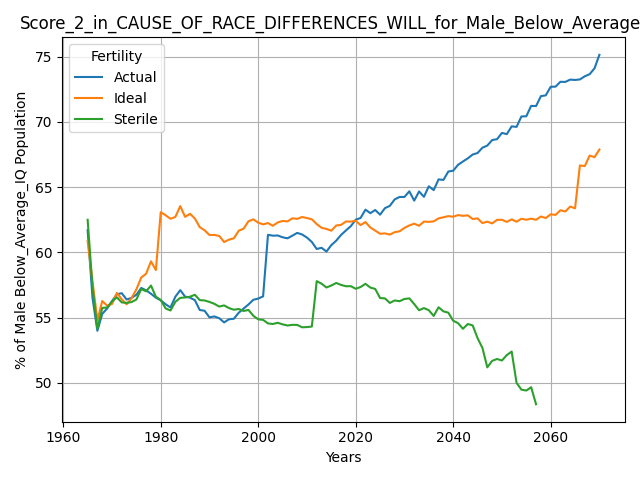 Score_2_in_CAUSE_OF_RACE_DIFFERENCES_WILL_for_Male_Below_Average
Fertility
Actual
Ideal
Sterile
% of Male Below_Average_IQ Population
75
70
65
60
55
50
1960
1980
2000
2020
2040
2060
Years